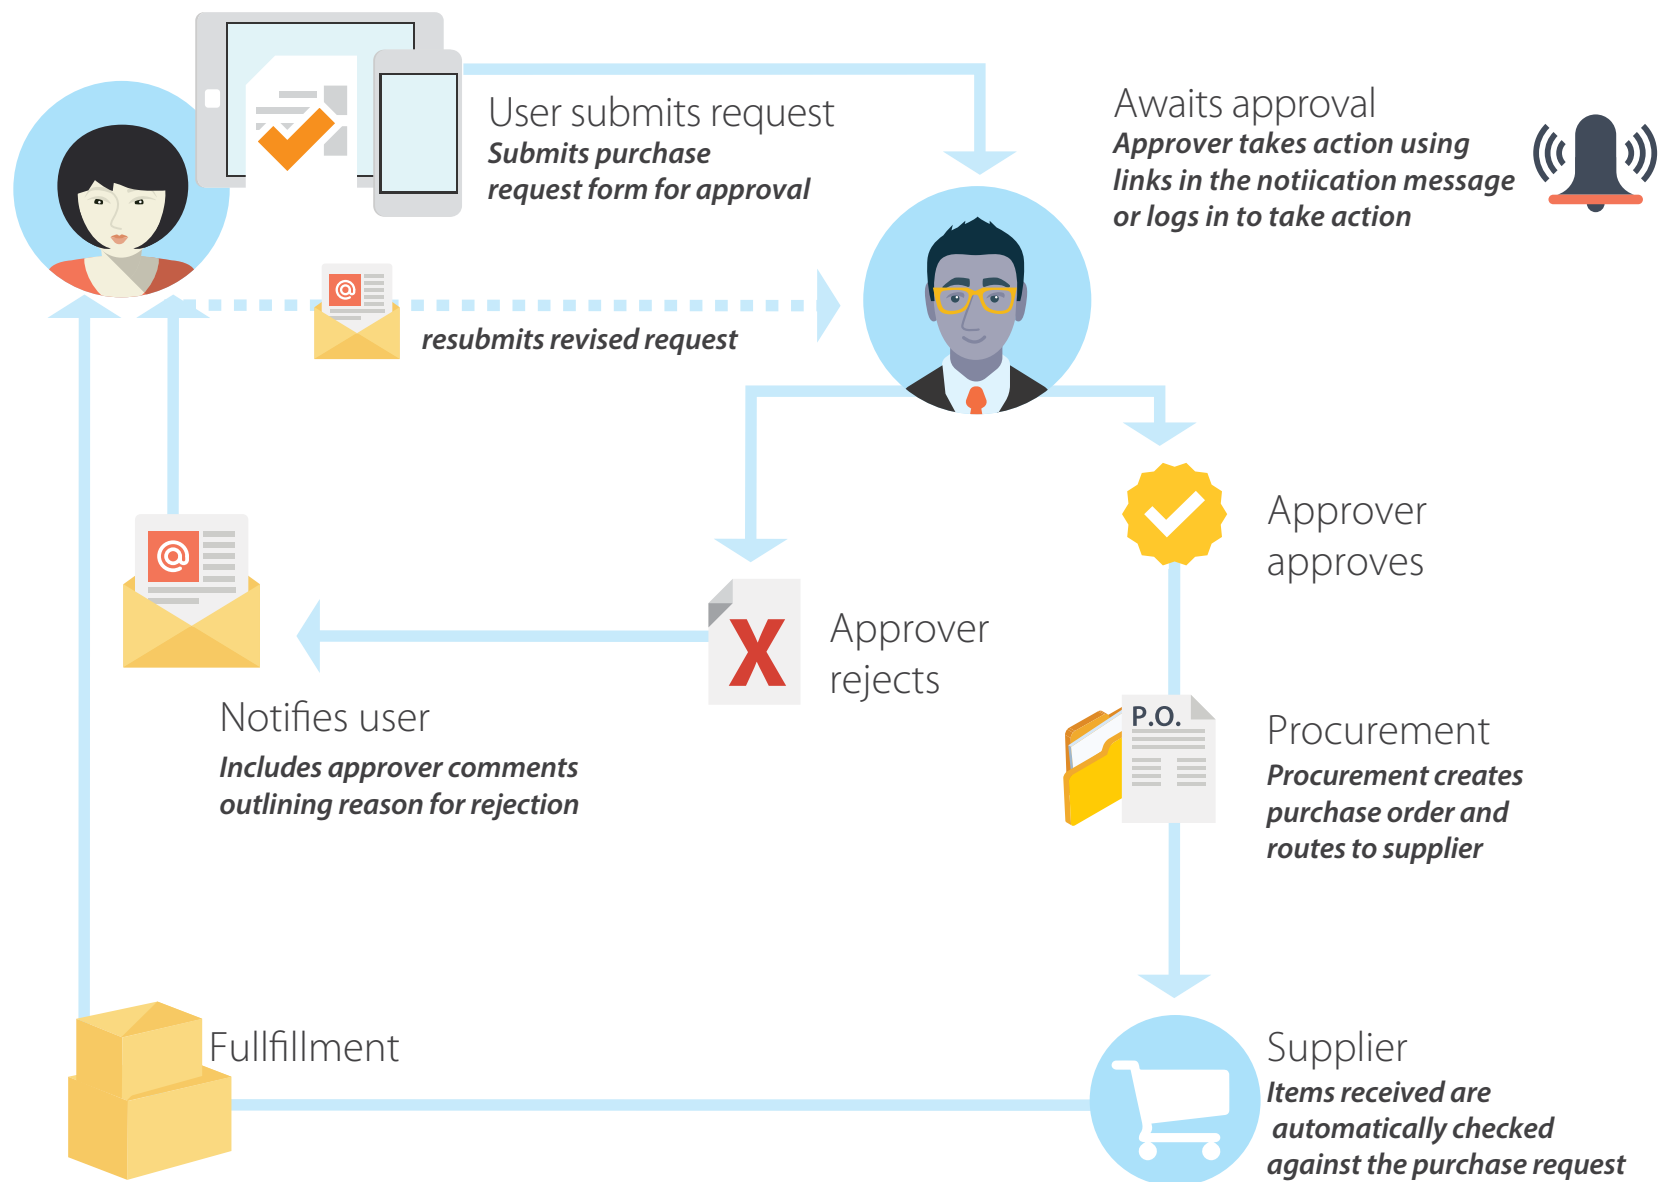 User submits request
Submits purchase
request form for approval
Awaits approval
Approver takes action using
links in the notiication message
or logs in to take action
@
resubmits revised request
Approver
approves
@
X
Approver
rejects
Notifies user
Includes approver comments
outlining reason for rejection
P.O.
Procurement
Procurement creates
purchase order and
routes to supplier
Fullfillment
Supplier
Items received are
automatically checked
against the purchase request